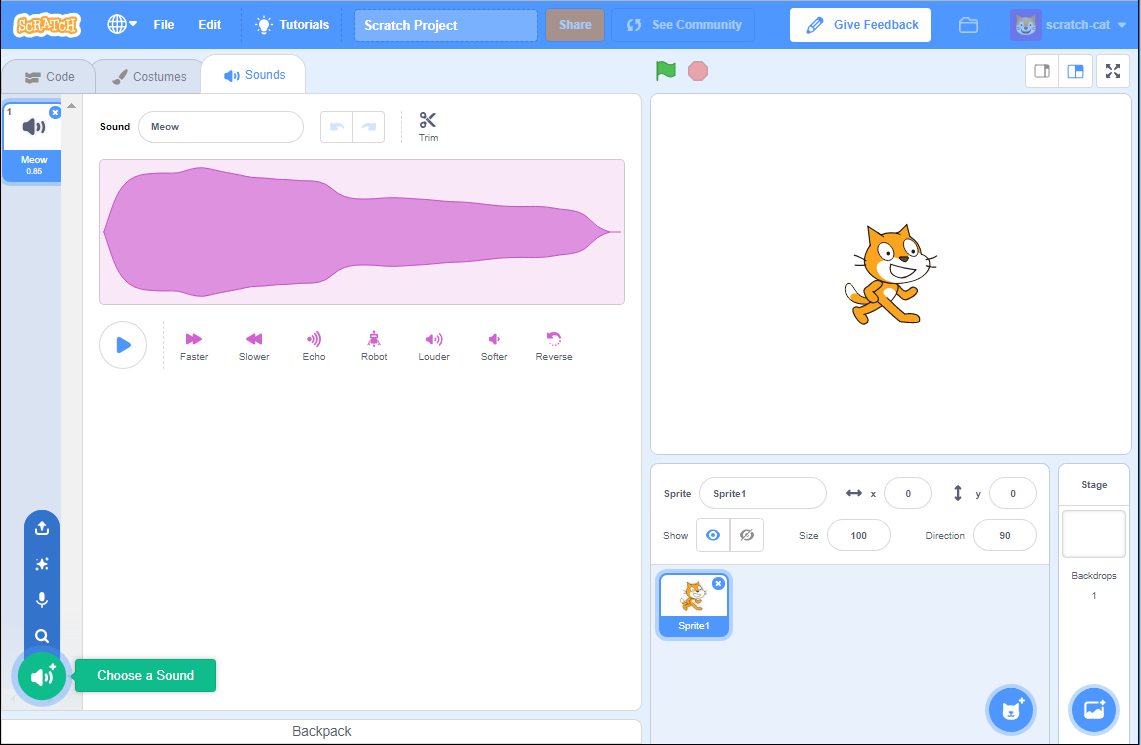 SCRATCH File Edit Tutorials Scratch Project Share See Community Give Feedback scratch-cat
Code Costumes Sounds
1
Meow
0.85
Sound Meow Trim
Faster Slower Echo Robot Louder Softer Reverse
Choose a Sound
Backpack
Sprite Sprite1 x 0 y 0
Show Size 100 Direction 90
Sprite1
Stage
Backdrops
1